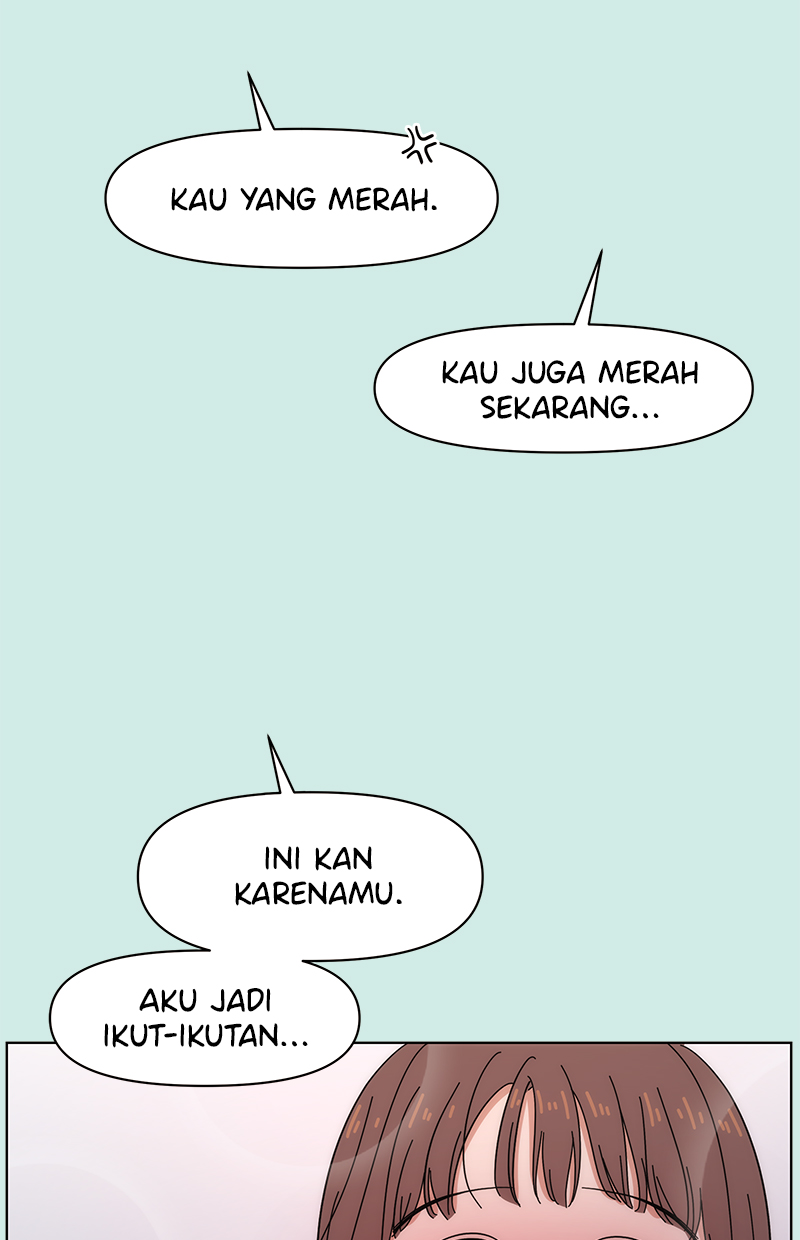 KAU YANG MERAH.
KAU JUGA MERAH
SEKARANG...
INI KAN
KARENAMU.
AKU JADI
IKUT-IKUTAN...